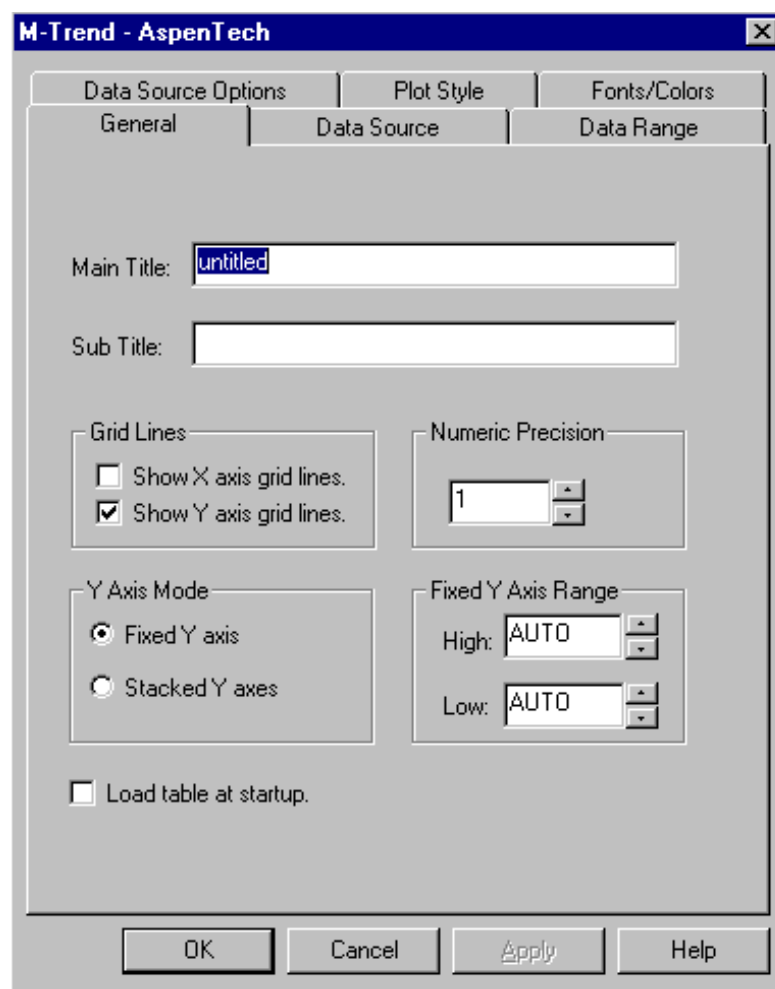 M-Trend - AspenTech
Data Source Options Plot Style Fonts/Colors
General Data Source Data Range
Main Title: untitled
Sub Title:
Grid Lines
Show X axis grid lines.
Show Y axis grid lines.
Numeric Precision
1
Y Axis Mode
Fixed Y axis
Stacked Y axes
Fixed Y Axis Range
High: AUTO
Low: AUTO
Load table at startup.
OK Cancel Apply Help